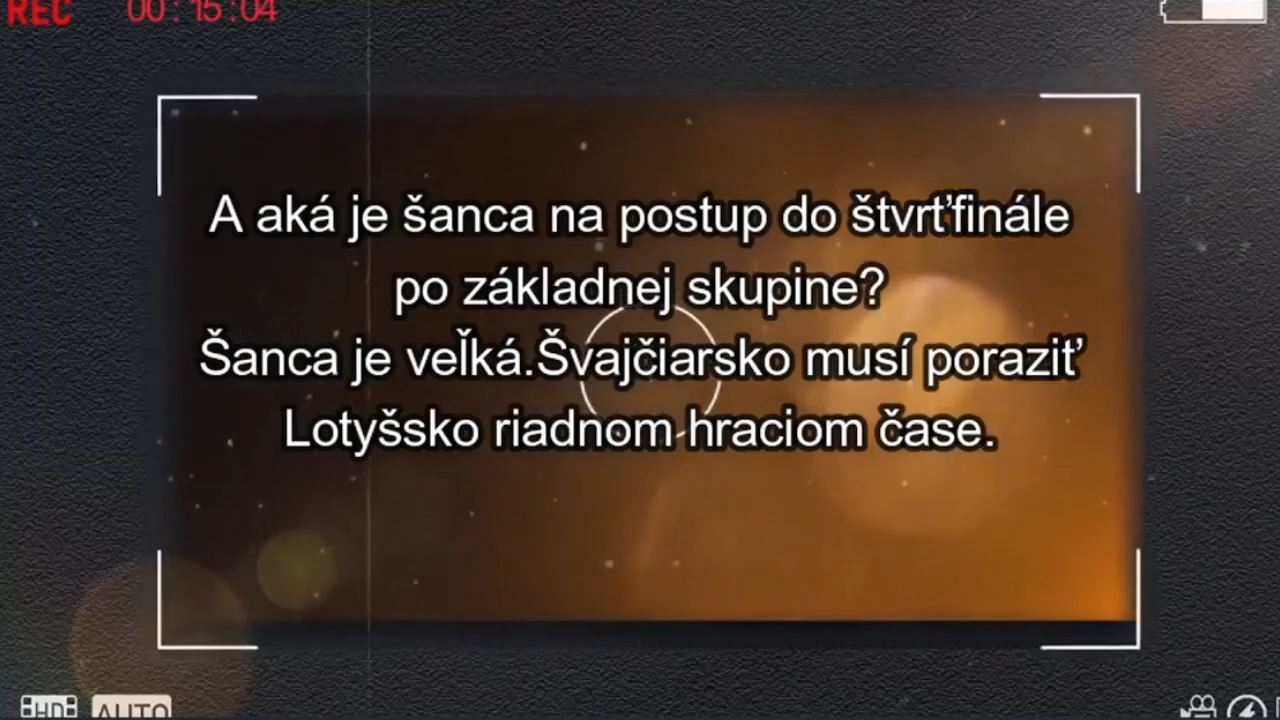 REC 00:15:04
A aká je šanca na postup do štvrťfinále
po základnej skupine?
Šanca je veľká.Švajčiarsko musí poraziť
Lotyšsko riadnom hraciom čase.
HD AUTO